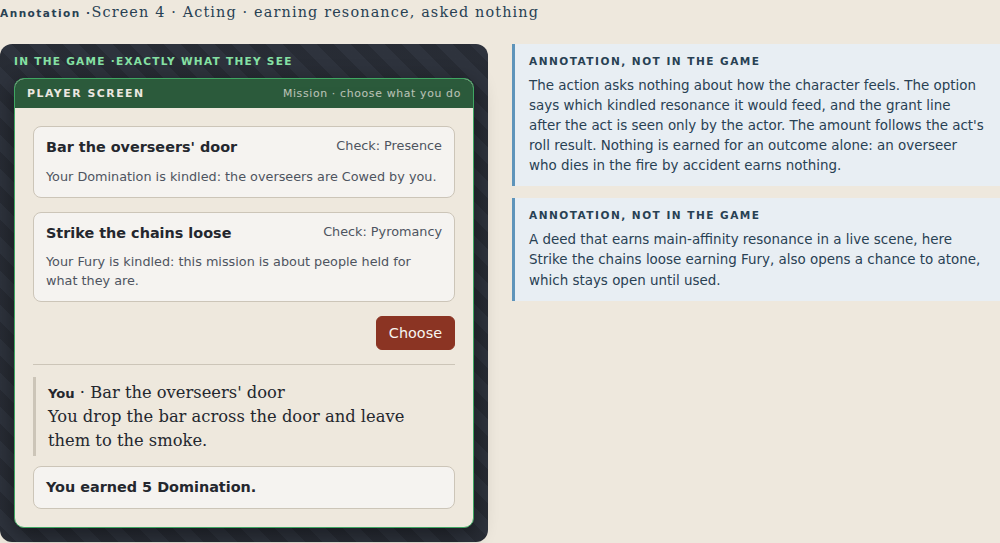 Annotation ·Screen 4 · Acting · earning resonance, asked nothing
IN THE GAME ·EXACTLY WHAT THEY SEE
PLAYER SCREEN
Mission · choose what you do
Bar the overseers' door
Check: Presence
Your Domination is kindled: the overseers are Cowed by you.
Strike the chains loose
Check: Pyromancy
Your Fury is kindled: this mission is about people held for
what they are.
Choose
You · Bar the overseers' door
You drop the bar across the door and leave
them to the smoke.
You earned 5 Domination.
ANNOTATION, NOT IN THE GAME
The action asks nothing about how the character feels. The option
says which kindled resonance it would feed, and the grant line
after the act is seen only by the actor. The amount follows the act's
roll result. Nothing is earned for an outcome alone: an overseer
who dies in the fire by accident earns nothing.
ANNOTATION, NOT IN THE GAME
A deed that earns main-affinity resonance in a live scene, here
Strike the chains loose earning Fury, also opens a chance to atone,
which stays open until used.